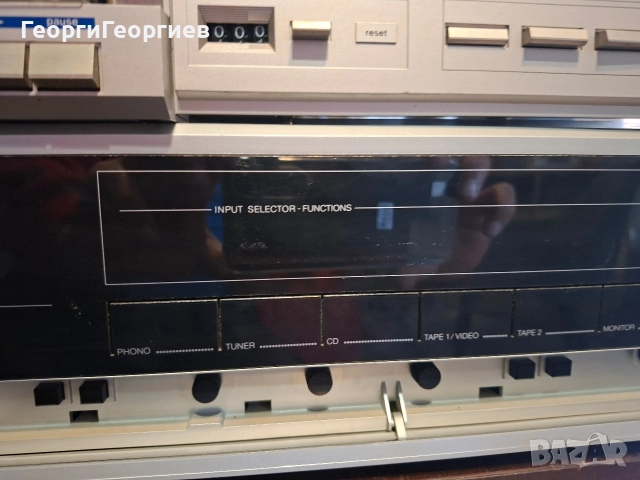 pause
ГеоргиГеоргиев
000
reset
INPUT SELECTOR - FUNCTIONS
PHONO
TUNER
CD
TAPE 1 / VIDEO
TAPE 2
MONITOR
BAZAR